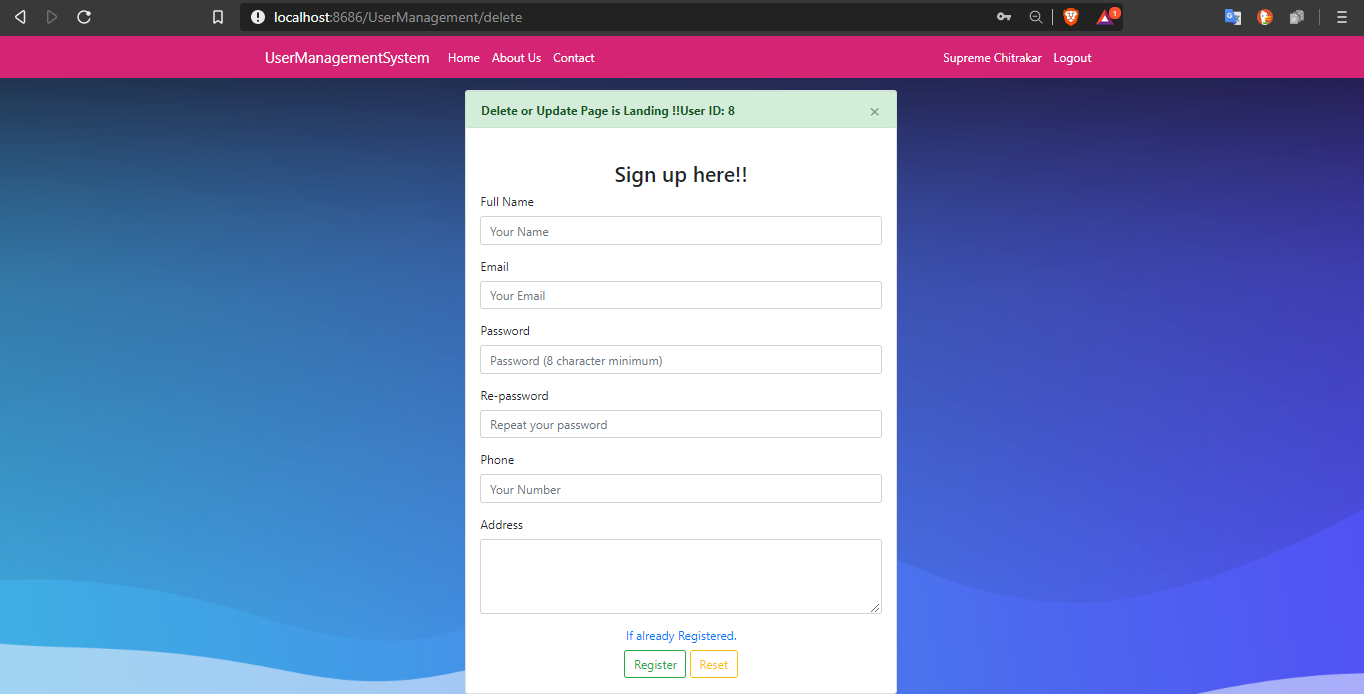 localhost:8686/UserManagement/delete
1
UserManagementSystem Home About Us Contact Supreme Chitrakar Logout
Delete or Update Page is Landing !!User ID: 8 ×
Sign up here!!
Full Name
Your Name
Email
Your Email
Password
Password (8 character minimum)
Re-password
Repeat your password
Phone
Your Number
Address
If already Registered.
Register Reset